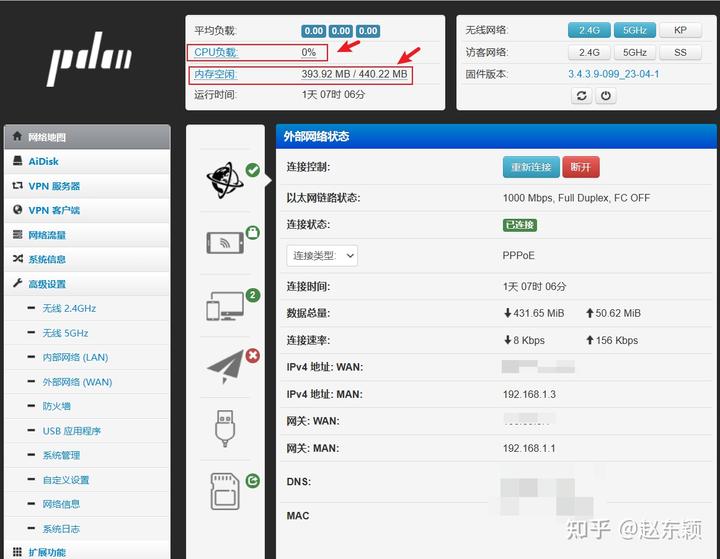 pdcn
平均负载: 0.00 0.00 0.00
CPU负载: 0%
内存空闲: 393.92 MB / 440.22 MB
运行时间: 1天 07时 06分
无线网络: 2.4G 5GHz KP
访客网络: 2.4G 5GHz SS
固件版本: 3.4.3.9-099_23-04-1
网络地图
AiDisk
VPN 服务器
VPN 客户端
网络流量
系统信息
高级设置
无线 2.4GHz
无线 5GHz
内部网络 (LAN)
外部网络 (WAN)
防火墙
USB 应用程序
系统管理
自定义设置
网络信息
系统日志
扩展功能
2
外部网络状态
连接控制: 重新连接 断开
以太网链路状态: 1000 Mbps, Full Duplex, FC OFF
连接状态: 已连接
连接类型: PPPoE
连接时间: 1天 07时 06分
数据总量: 431.65 MiB 50.62 MiB
连接速率: 8 Kbps 156 Kbps
IPv4 地址: WAN:
IPv4 地址: MAN: 192.168.1.3
网关: WAN:
网关: MAN: 192.168.1.1
DNS:
MAC
知乎 @赵东颖